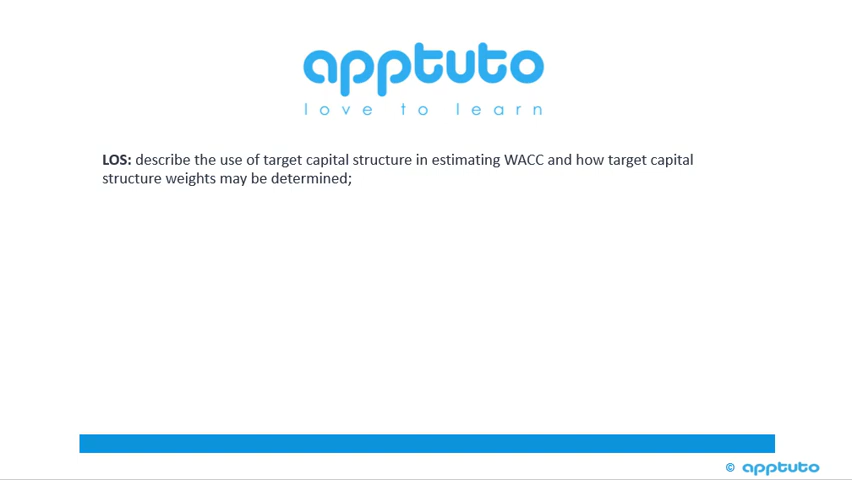 apptuto
love to learn
LOS: describe the use of target capital structure in estimating WACC and how target capital
structure weights may be determined;
© apptuto